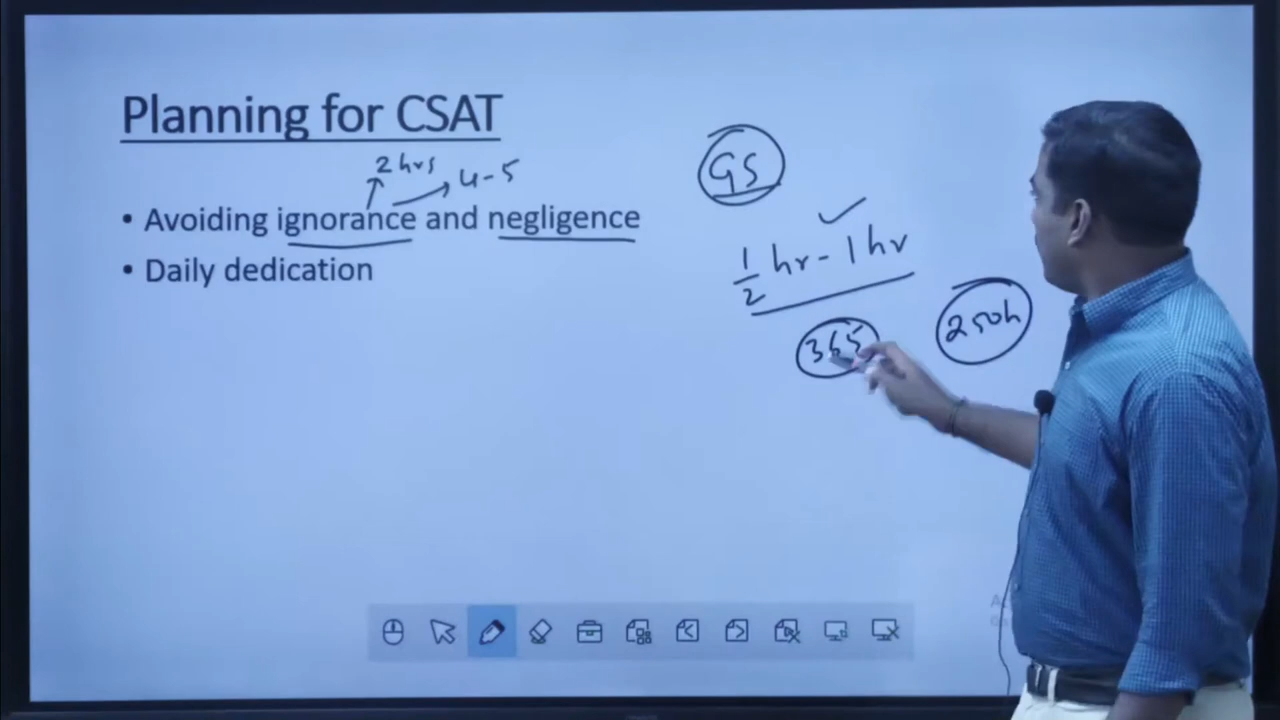 Planning for CSAT
2 hrs
4-5
• Avoiding ignorance and negligence
• Daily dedication
GS
1/2 hr - 1 hr
365
250h